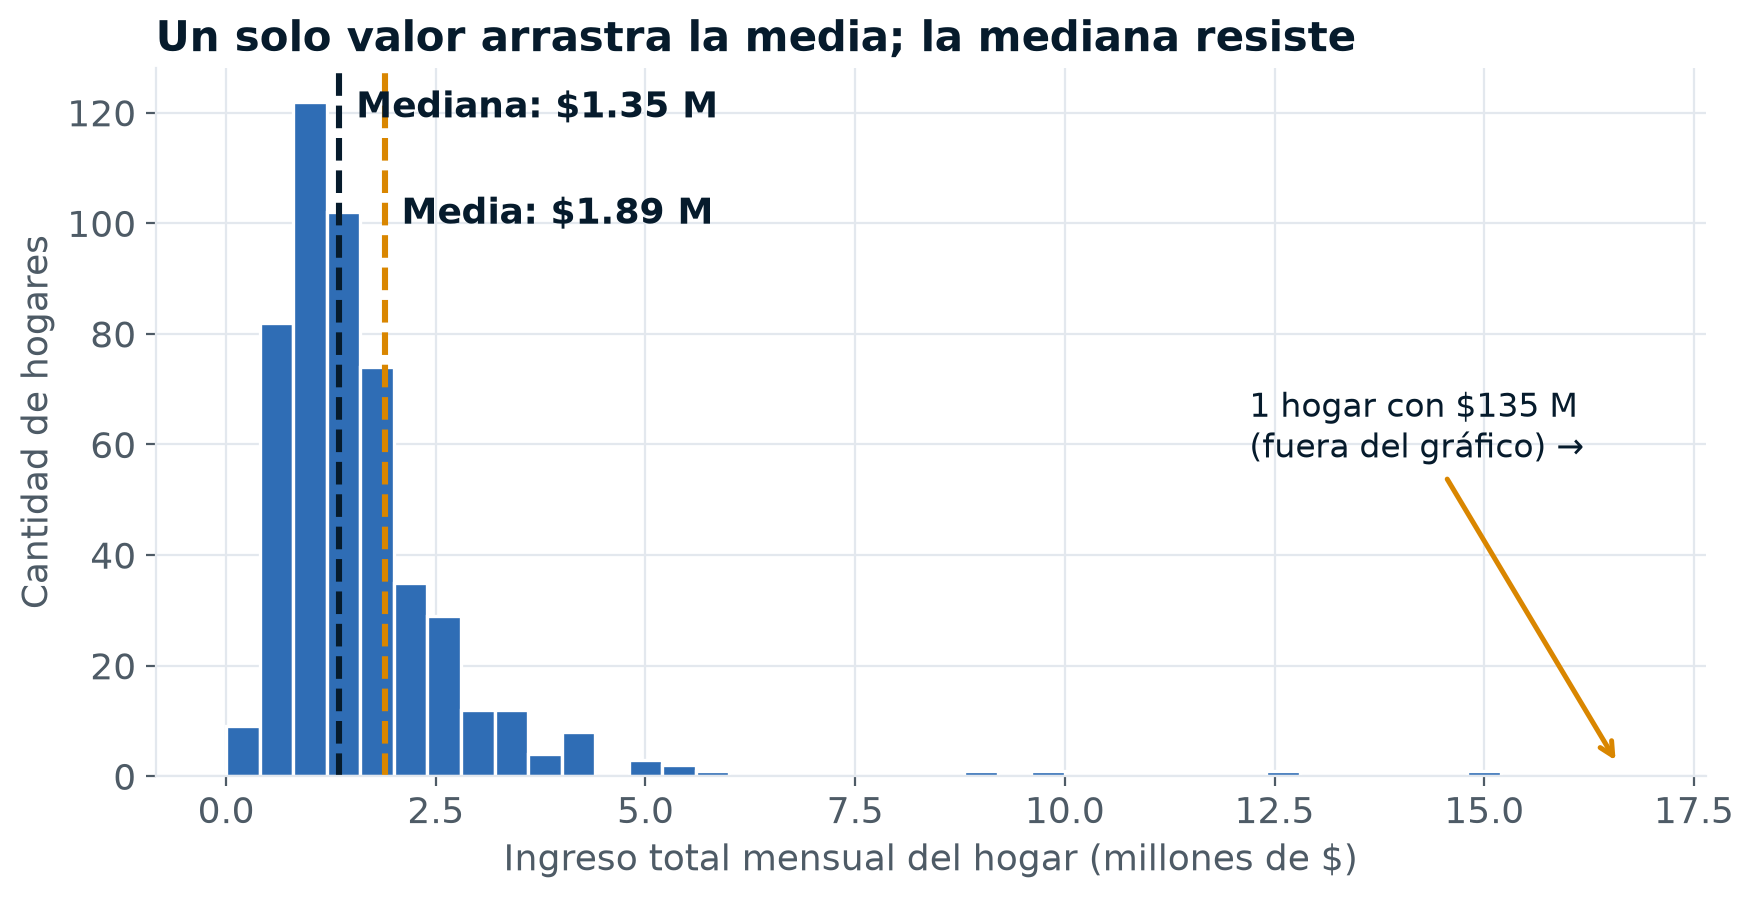 Un solo valor arrastra la media; la mediana resiste
Mediana: $1.35 M
Media: $1.89 M
1 hogar con $135 M
(fuera del gráfico) →
Cantidad de hogares
120
100
80
60
40
20
0
0.0 2.5 5.0 7.5 10.0 12.5 15.0 17.5
Ingreso total mensual del hogar (millones de $)